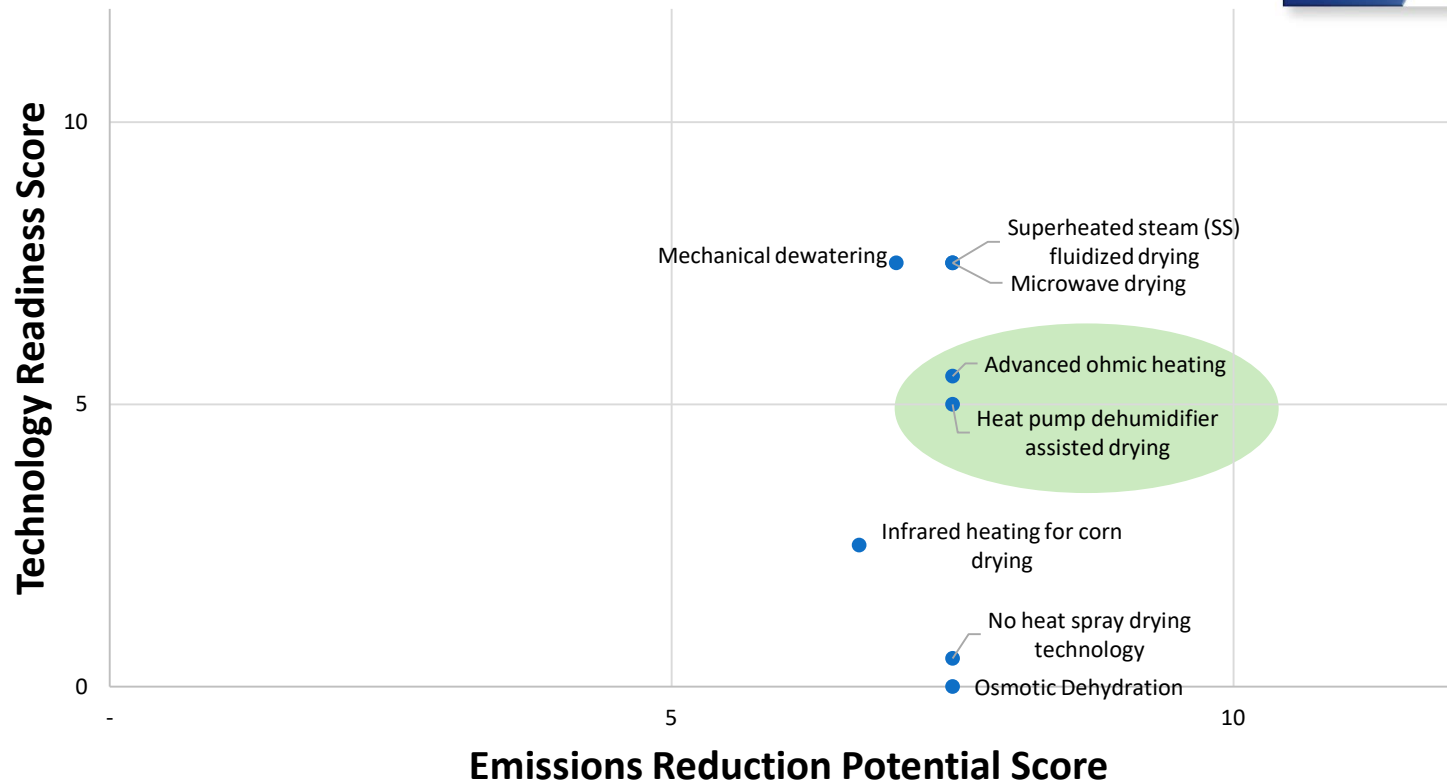 Technology Readiness Score
10
5
0
Superheated steam (SS)
fluidized drying
Mechanical dewatering
Microwave drying
Advanced ohmic heating
Heat pump dehumidifier
assisted drying
Infrared heating for corn
drying
No heat spray drying
technology
Osmotic Dehydration
-
5
10
Emissions Reduction Potential Score